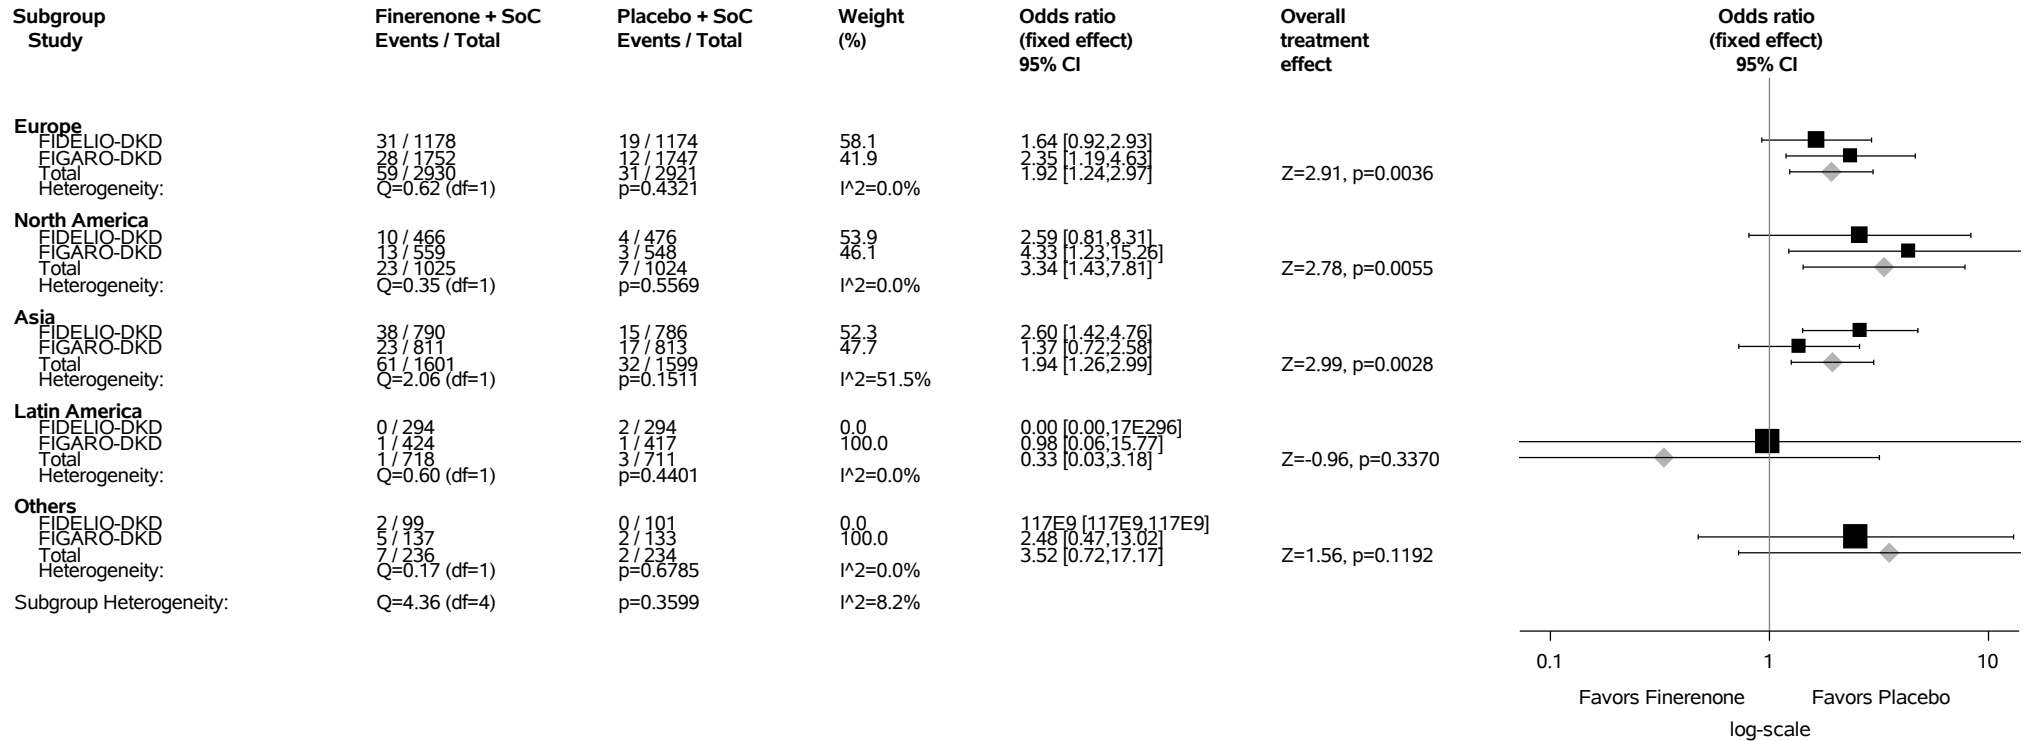 Subgroup Finerenone + SoC Placebo + SoC Weight Odds ratio Overall Odds ratio
Study Events / Total Events / Total (%) (fixed effect) treatment (fixed effect)
95% CI effect 95% CI
Europe
FIDELIO-DKD 31 / 1178 19 / 1174 58.1 1.64 [0.92,2.93]
FIGARO-DKD 28 / 1752 12 / 1747 41.9 2.35 [1.19,4.63]
Total 59 / 2930 31 / 2921 1.92 [1.24,2.97] Z=2.91, p=0.0036
Heterogeneity: Q=0.62 (df=1) p=0.4321 I^2=0.0%
North America
FIDELIO-DKD 10 / 466 4 / 476 53.9 2.59 [0.81,8.31]
FIGARO-DKD 13 / 559 3 / 548 46.1 4.33 [1.23,15.26]
Total 23 / 1025 7 / 1024 3.34 [1.43,7.81] Z=2.78, p=0.0055
Heterogeneity: Q=0.35 (df=1) p=0.5569 I^2=0.0%
Asia
FIDELIO-DKD 38 / 790 15 / 786 52.3 2.60 [1.42,4.76]
FIGARO-DKD 23 / 811 17 / 813 47.7 1.37 [0.72,2.58]
Total 61 / 1601 32 / 1599 1.94 [1.26,2.99] Z=2.99, p=0.0028
Heterogeneity: Q=2.06 (df=1) p=0.1511 I^2=51.5%
Latin America
FIDELIO-DKD 0 / 294 2 / 294 0.0 0.00 [0.00,17E296]
FIGARO-DKD 1 / 424 1 / 417 100.0 0.98 [0.06,15.77]
Total 1 / 718 3 / 711 0.33 [0.03,3.18] Z=-0.96, p=0.3370
Heterogeneity: Q=0.60 (df=1) p=0.4401 I^2=0.0%
Others
FIDELIO-DKD 2 / 99 0 / 101 0.0 117E9 [117E9,117E9]
FIGARO-DKD 5 / 137 2 / 133 100.0 2.48 [0.47,13.02]
Total 7 / 236 2 / 234 3.52 [0.72,17.17] Z=1.56, p=0.1192
Heterogeneity: Q=0.17 (df=1) p=0.6785 I^2=0.0%
Subgroup Heterogeneity: Q=4.36 (df=4) p=0.3599 I^2=8.2%
0.1 1 10
Favors Finerenone Favors Placebo
log-scale